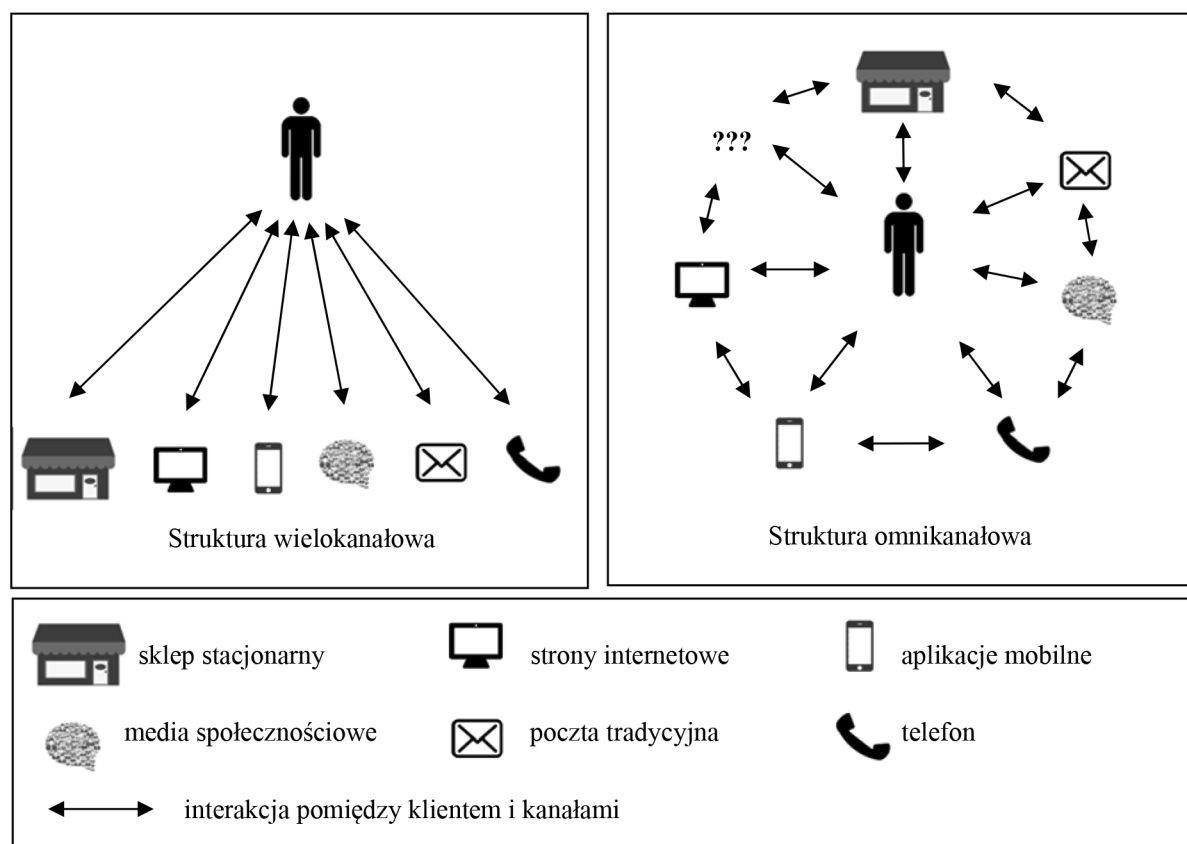 ???
Struktura wielokanałowa
Struktura omnikanałowa
sklep stacjonarny
strony internetowe
aplikacje mobilne
media społecznościowe
poczta tradycyjna
telefon
interakcja pomiędzy klientem i kanałami